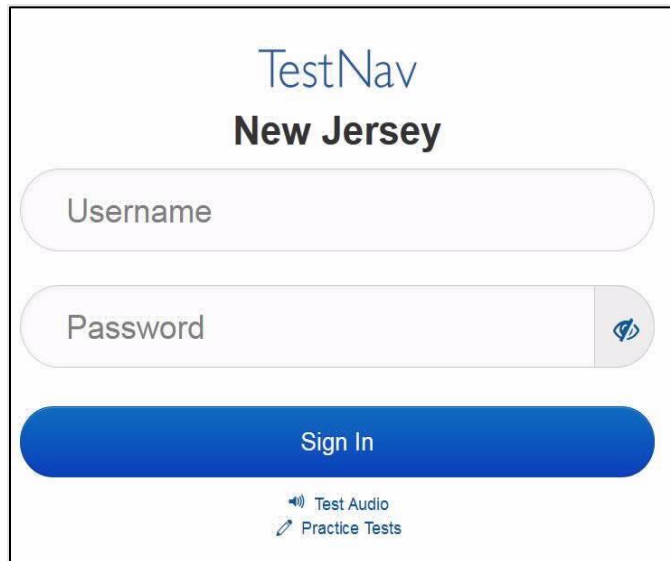 TestNav
New Jersey
Username
Password
Sign In
Test Audio
Practice Tests